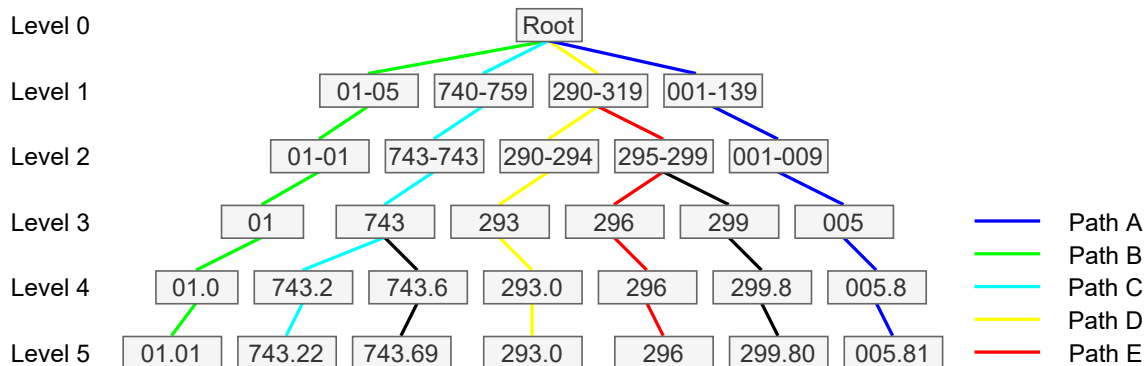 Level 0 Root
Level 1 01-05 740-759 290-319 001-139
Level 2 01-01 743-743 290-294 295-299 001-009
Level 3 01 743 293 296 299 005 Path A
Path B
Level 4 01.0 743.2 743.6 293.0 296 299.8 005.8 Path C
Path D
Level 5 01.01 743.22 743.69 293.0 296 299.80 005.81 Path E